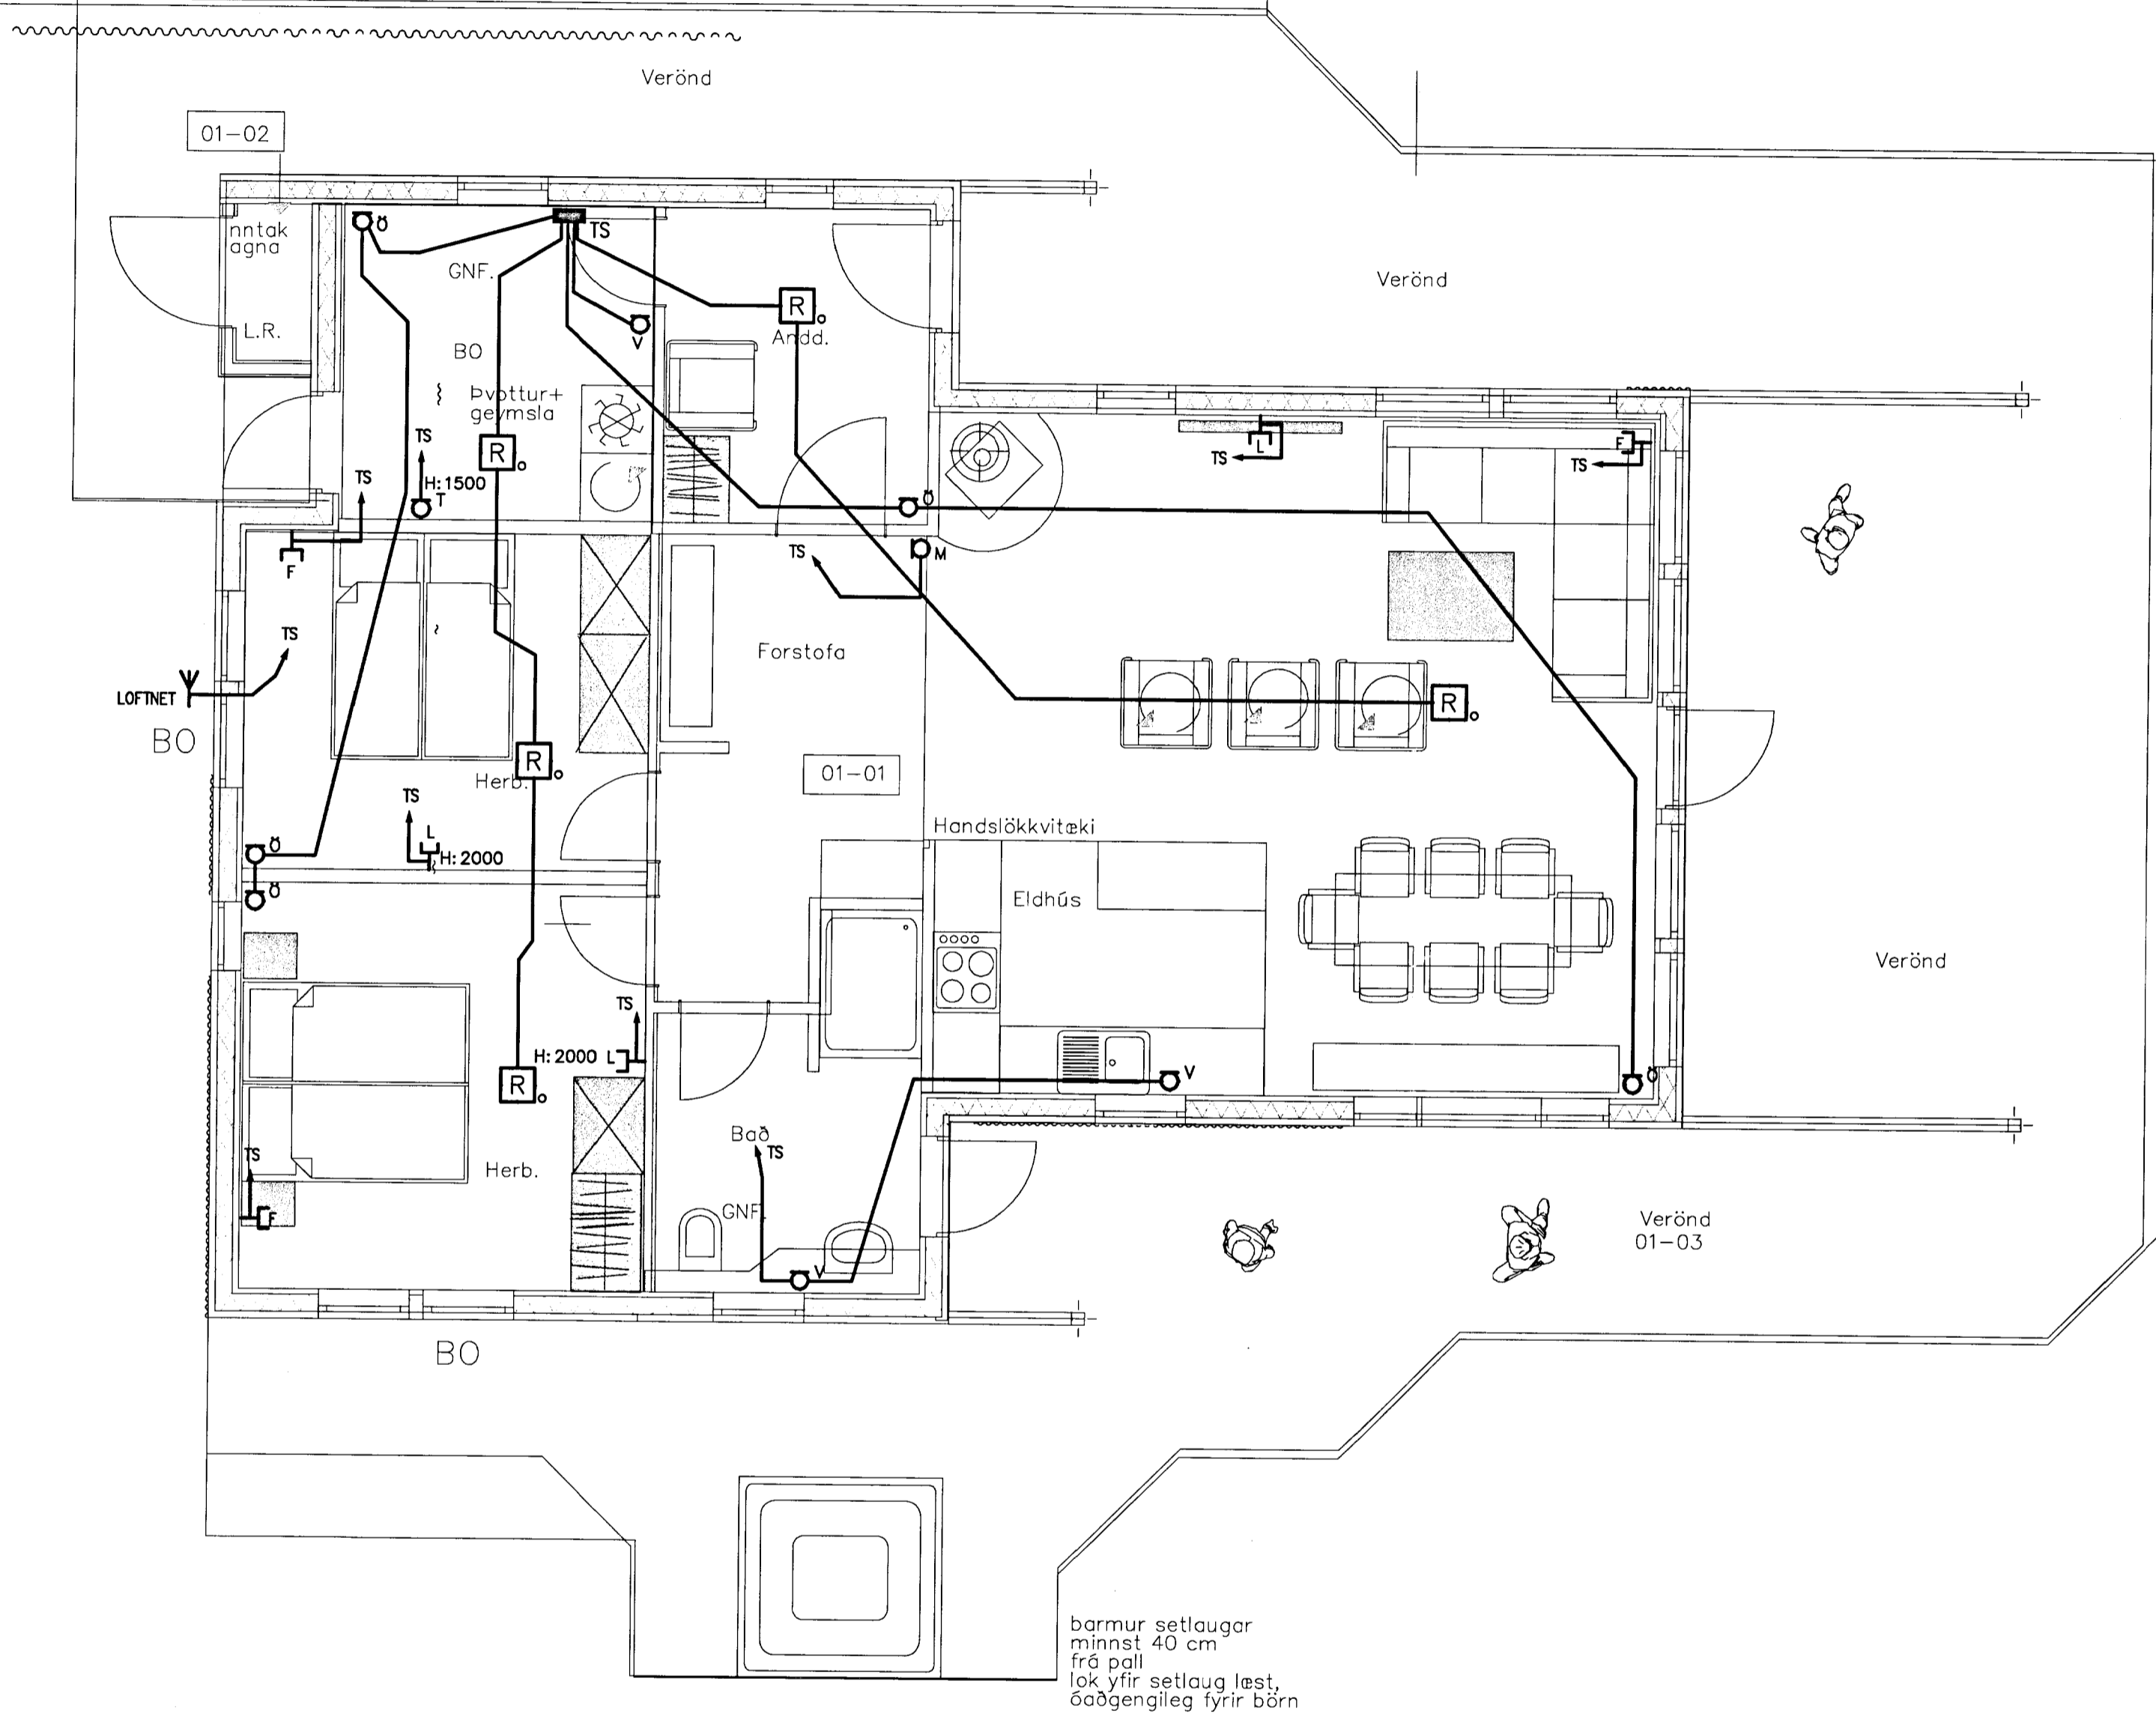 Verönd
01-02
nntak
agna
Ö
TS
GNF.
Verönd
R
L.R.
Andd.
V
BO
Þvottur+
geymsla
TS
R
L
TS
F
TS
TS
H:1500
T
Ö
TS
M
F
TS
Forstofa
LOFTNET
R
BO
01-01
R
Herb.
TS
Handslökkvitæki
L
H:2000
Ö
Ö
Eldhús
Verönd
TS
H:2000 L
R
V
Ö
Bað
TS
TS
Herb.
GNF.
F
V
Verönd
01-03
BO
barmur setlaugar
minnst 40 cm
frá pall
lok yfir setlaug læst,
óaðgengileg fyrir börn